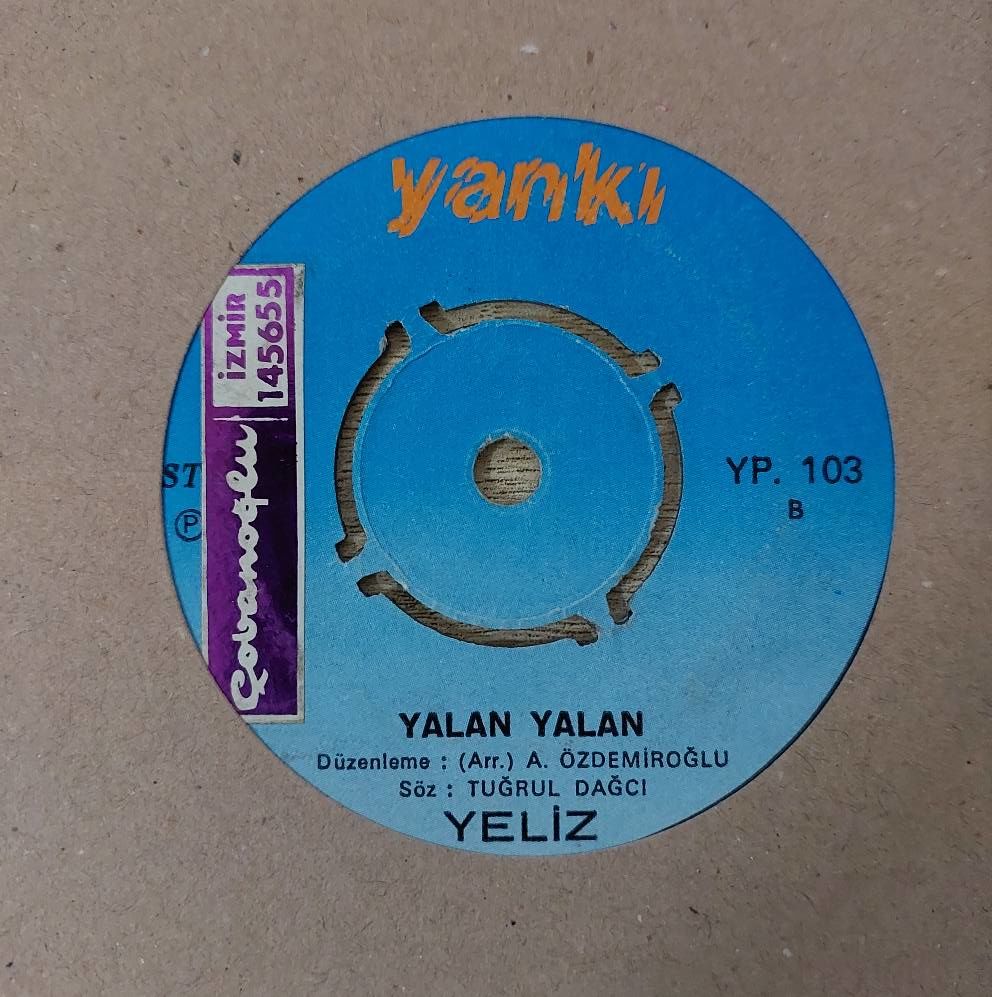 yankı
İZMİR
145655
Çobanoğlu
ST
℗
YP. 103
B
YALAN YALAN
Düzenleme : (Arr.) A. ÖZDEMİROĞLU
Söz : TUĞRUL DAĞCI
YELİZ